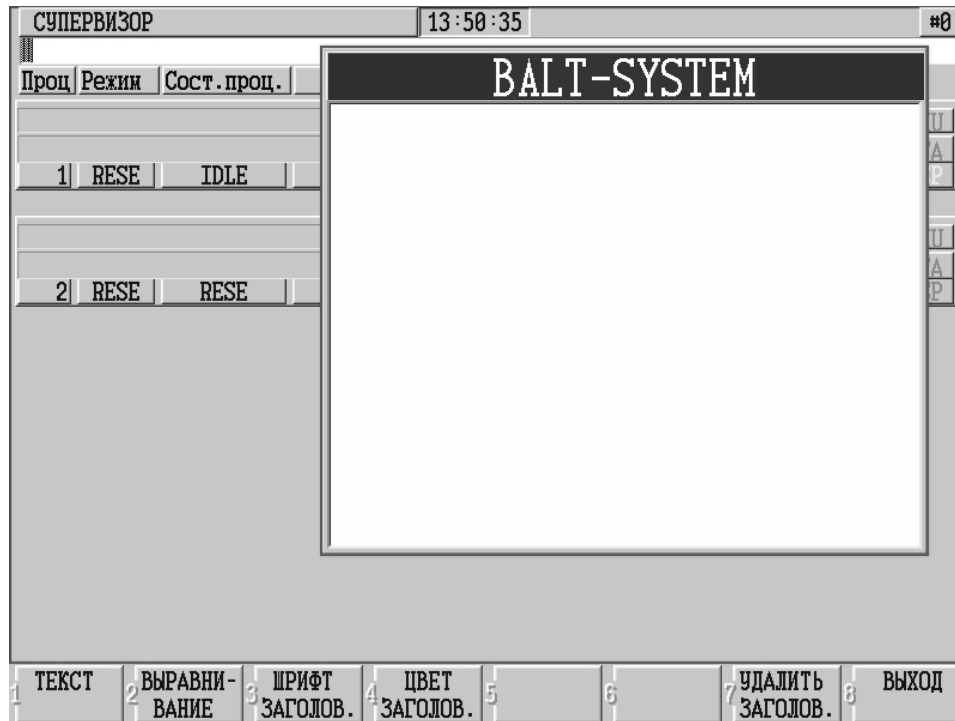 СУПЕРВИЗОР 13:50:35 #0
Проц Режим Сост.проц.
BALT-SYSTEM
U
A
1 RESE IDLE P
U
A
2 RESE RESE P
1 ТЕКСТ 2 ВЫРАВНИ- 3 ШРИФТ 4 ЦВЕТ 5 6 7 УДАЛИТЬ 8 ВЫХОД
ВАНИЕ ЗАГОЛОВ. ЗАГОЛОВ. ЗАГОЛОВ.